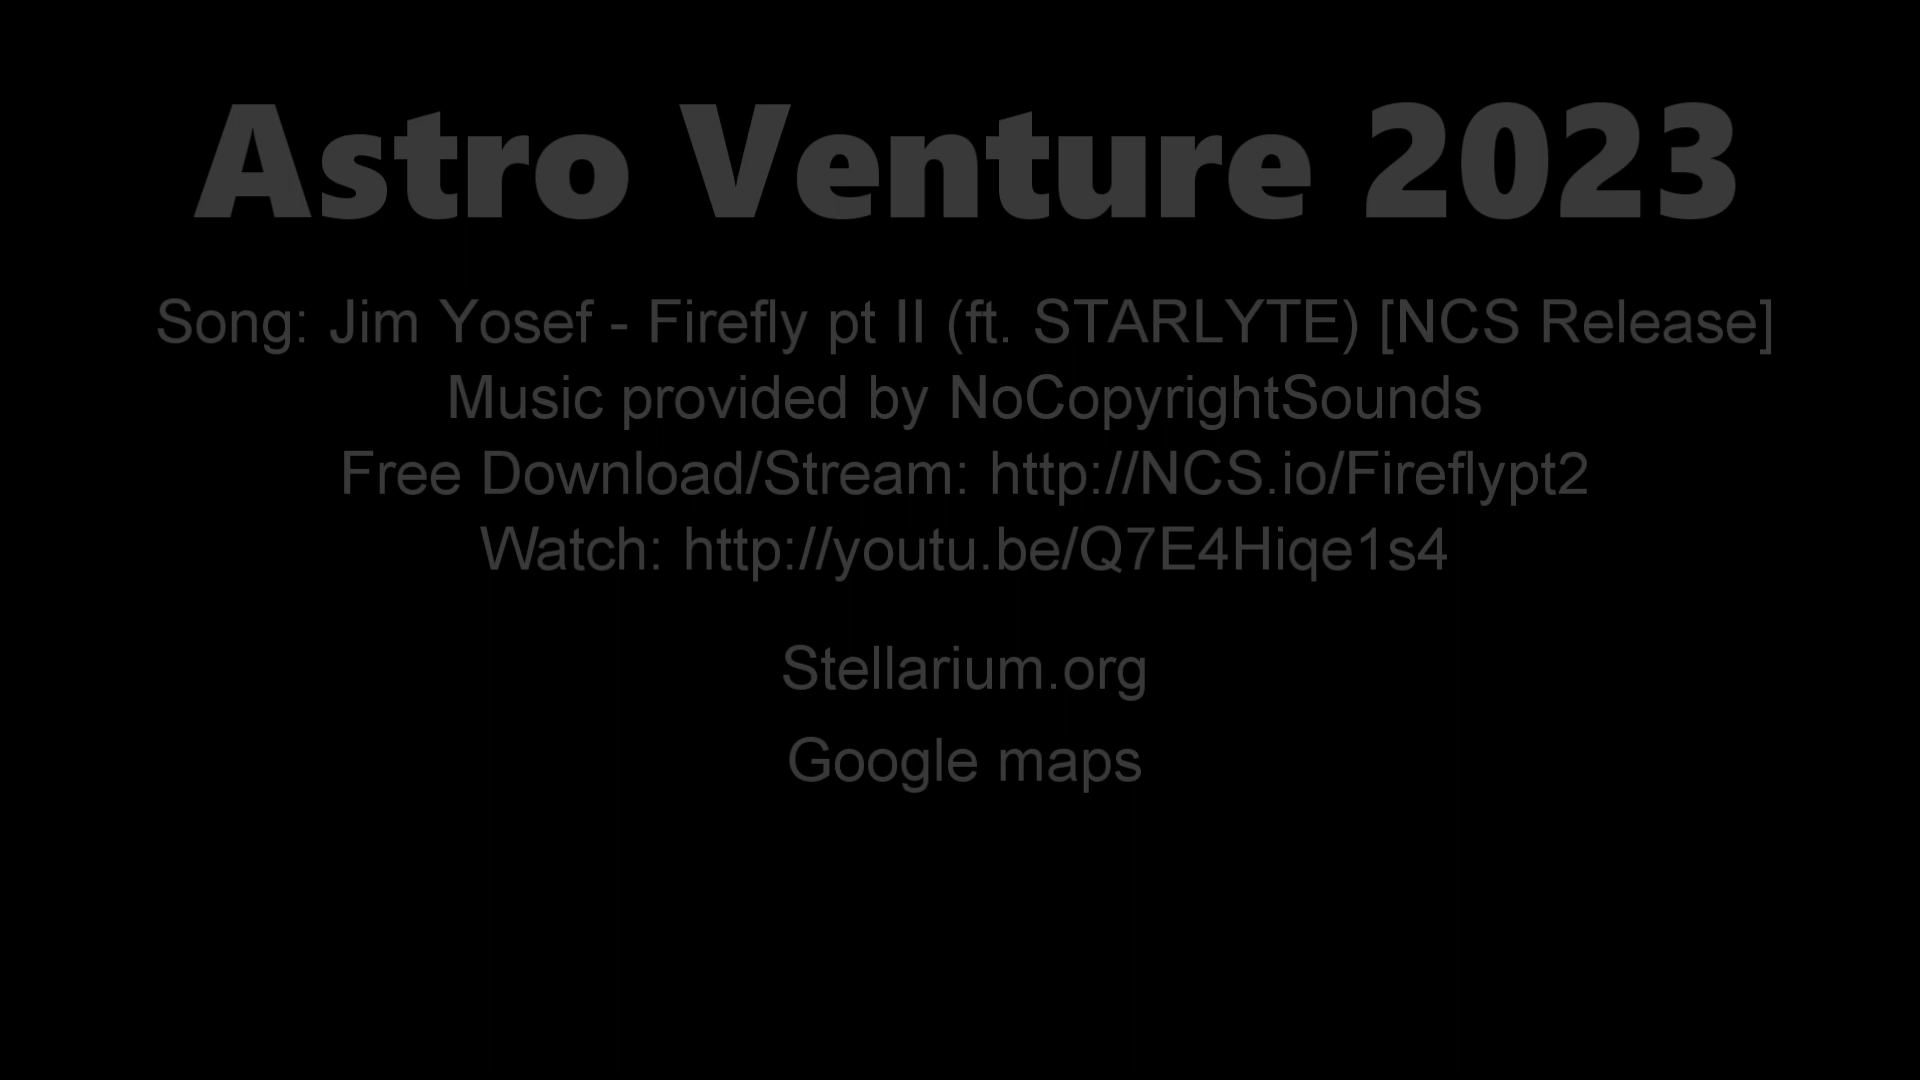 Astro Venture 2023
Song: Jim Yosef - Firefly pt II (ft. STARLYTE) [NCS Release]
Music provided by NoCopyrightSounds
Free Download/Stream: http://NCS.io/Fireflypt2
Watch: http://youtu.be/Q7E4Hiqe1s4
Stellarium.org
Google maps